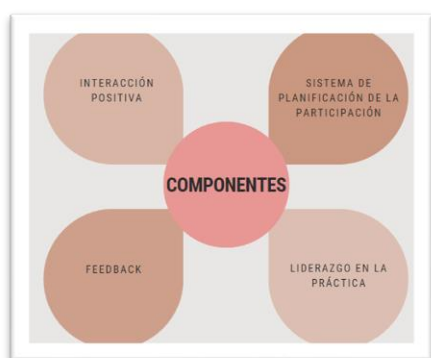 INTERACCIÓN
POSITIVA
SISTEMA DE
PLANIFICACIÓN DE LA
PARTICIPACIÓN
COMPONENTES
FEEDBACK
LIDERAZGO EN LA
PRÁCTICA